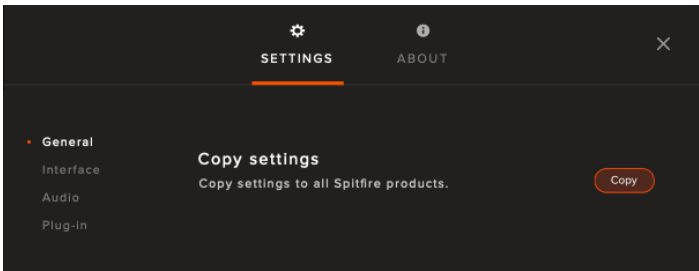 SETTINGS
ABOUT
General
Interface
Audio
Plug-in
Copy settings
Copy settings to all Spitfire products.
Copy